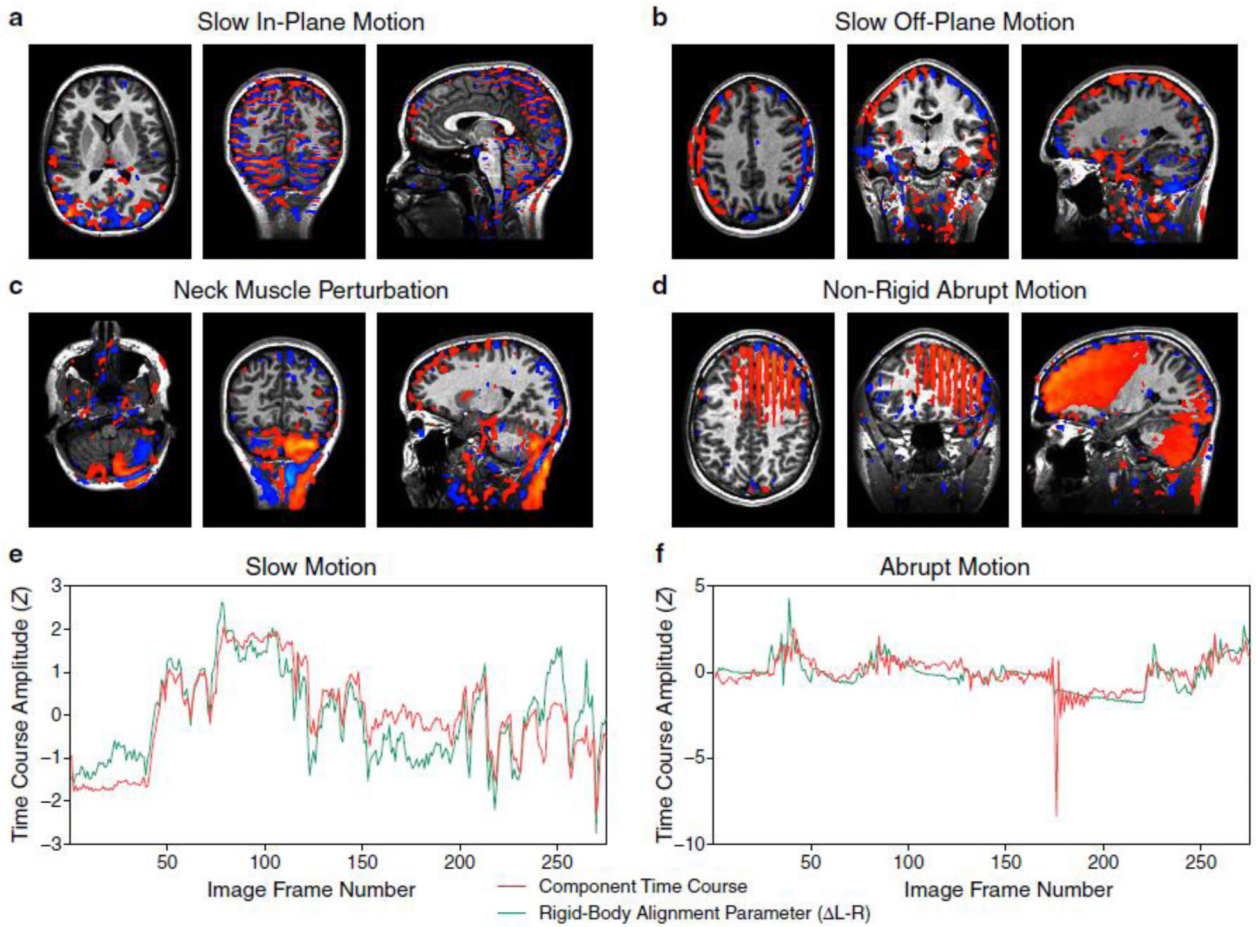 a
Slow In-Plane Motion
b
Slow Off-Plane Motion
c
Neck Muscle Perturbation
d
Non-Rigid Abrupt Motion
e
Slow Motion
Time Course Amplitude (Z)
3
2
1
0
−1
−2
−3
50
100
150
200
250
Image Frame Number
f
Abrupt Motion
Time Course Amplitude (Z)
5
0
−5
−10
50
100
150
200
250
Image Frame Number
Component Time Course
Rigid-Body Alignment Parameter (ΔL-R)